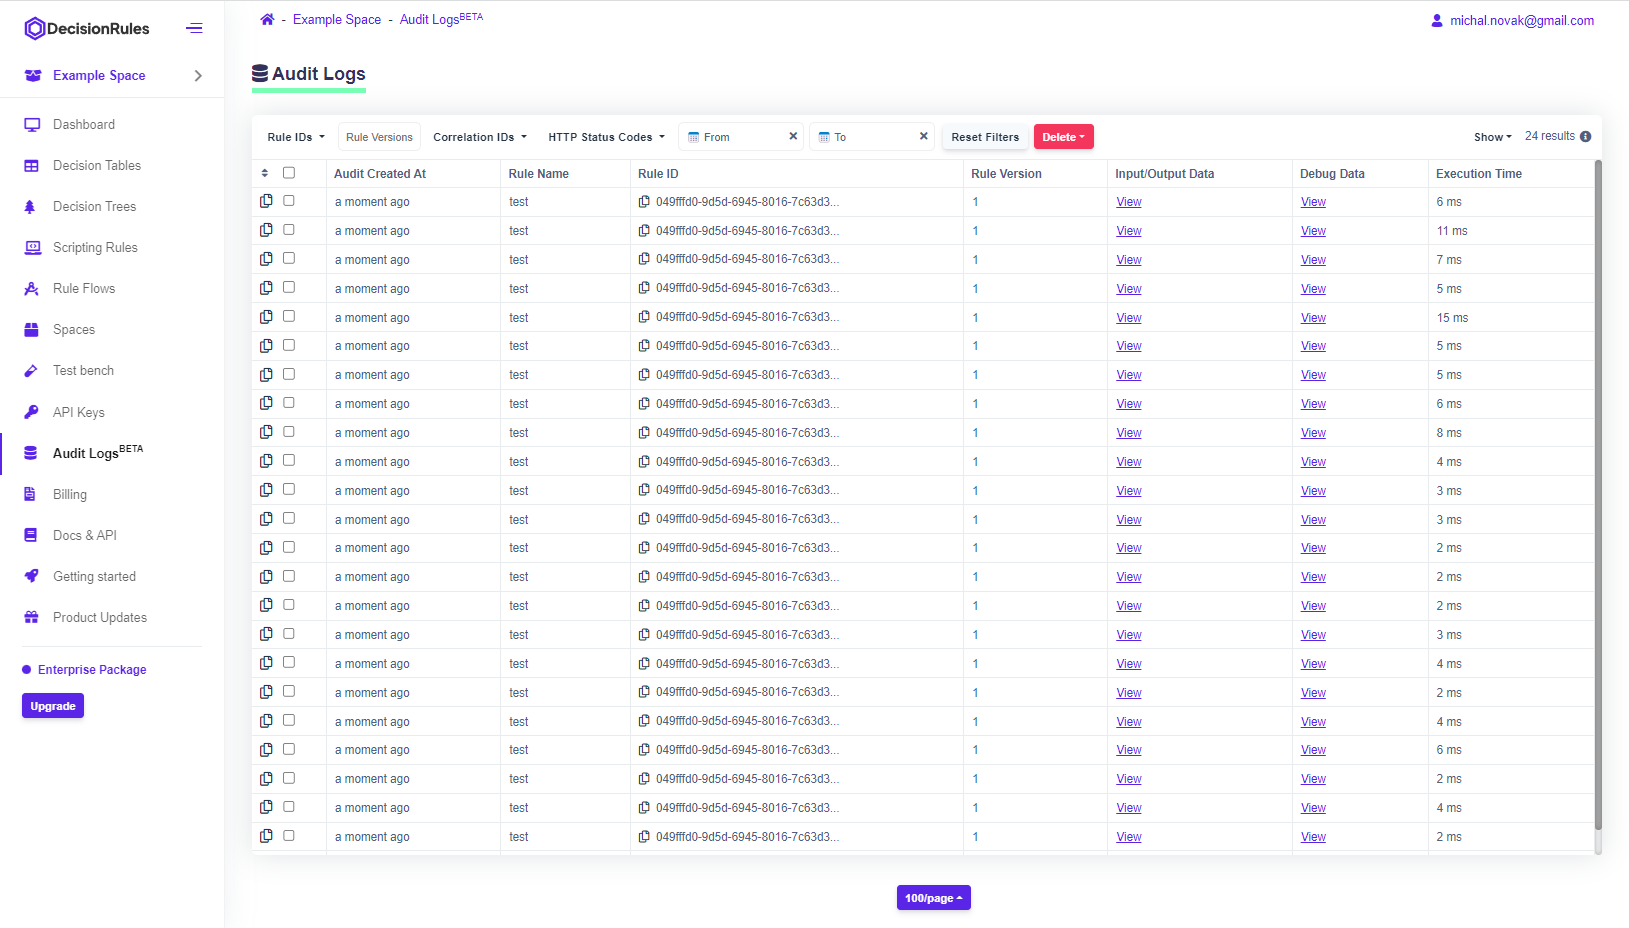 DecisionRules
Example Space
Dashboard
Decision Tables
Decision Trees
Scripting Rules
Rule Flows
Spaces
Test bench
API Keys
Audit LogsBETA
Billing
Docs & API
Getting started
Product Updates
Enterprise Package
Upgrade
- Example Space - Audit LogsBETA
michal.novak@gmail.com
Audit Logs
Rule IDs Rule Versions Correlation IDs HTTP Status Codes From × To × Reset Filters Delete Show 24 results
Audit Created At Rule Name Rule ID Rule Version Input/Output Data Debug Data Execution Time
a moment ago test 049fffd0-9d5d-6945-8016-7c63d3... 1 View View 6 ms
a moment ago test 049fffd0-9d5d-6945-8016-7c63d3... 1 View View 11 ms
a moment ago test 049fffd0-9d5d-6945-8016-7c63d3... 1 View View 7 ms
a moment ago test 049fffd0-9d5d-6945-8016-7c63d3... 1 View View 5 ms
a moment ago test 049fffd0-9d5d-6945-8016-7c63d3... 1 View View 15 ms
a moment ago test 049fffd0-9d5d-6945-8016-7c63d3... 1 View View 5 ms
a moment ago test 049fffd0-9d5d-6945-8016-7c63d3... 1 View View 5 ms
a moment ago test 049fffd0-9d5d-6945-8016-7c63d3... 1 View View 6 ms
a moment ago test 049fffd0-9d5d-6945-8016-7c63d3... 1 View View 8 ms
a moment ago test 049fffd0-9d5d-6945-8016-7c63d3... 1 View View 4 ms
a moment ago test 049fffd0-9d5d-6945-8016-7c63d3... 1 View View 3 ms
a moment ago test 049fffd0-9d5d-6945-8016-7c63d3... 1 View View 3 ms
a moment ago test 049fffd0-9d5d-6945-8016-7c63d3... 1 View View 2 ms
a moment ago test 049fffd0-9d5d-6945-8016-7c63d3... 1 View View 2 ms
a moment ago test 049fffd0-9d5d-6945-8016-7c63d3... 1 View View 2 ms
a moment ago test 049fffd0-9d5d-6945-8016-7c63d3... 1 View View 3 ms
a moment ago test 049fffd0-9d5d-6945-8016-7c63d3... 1 View View 4 ms
a moment ago test 049fffd0-9d5d-6945-8016-7c63d3... 1 View View 2 ms
a moment ago test 049fffd0-9d5d-6945-8016-7c63d3... 1 View View 4 ms
a moment ago test 049fffd0-9d5d-6945-8016-7c63d3... 1 View View 6 ms
a moment ago test 049fffd0-9d5d-6945-8016-7c63d3... 1 View View 2 ms
a moment ago test 049fffd0-9d5d-6945-8016-7c63d3... 1 View View 4 ms
a moment ago test 049fffd0-9d5d-6945-8016-7c63d3... 1 View View 2 ms
100/page